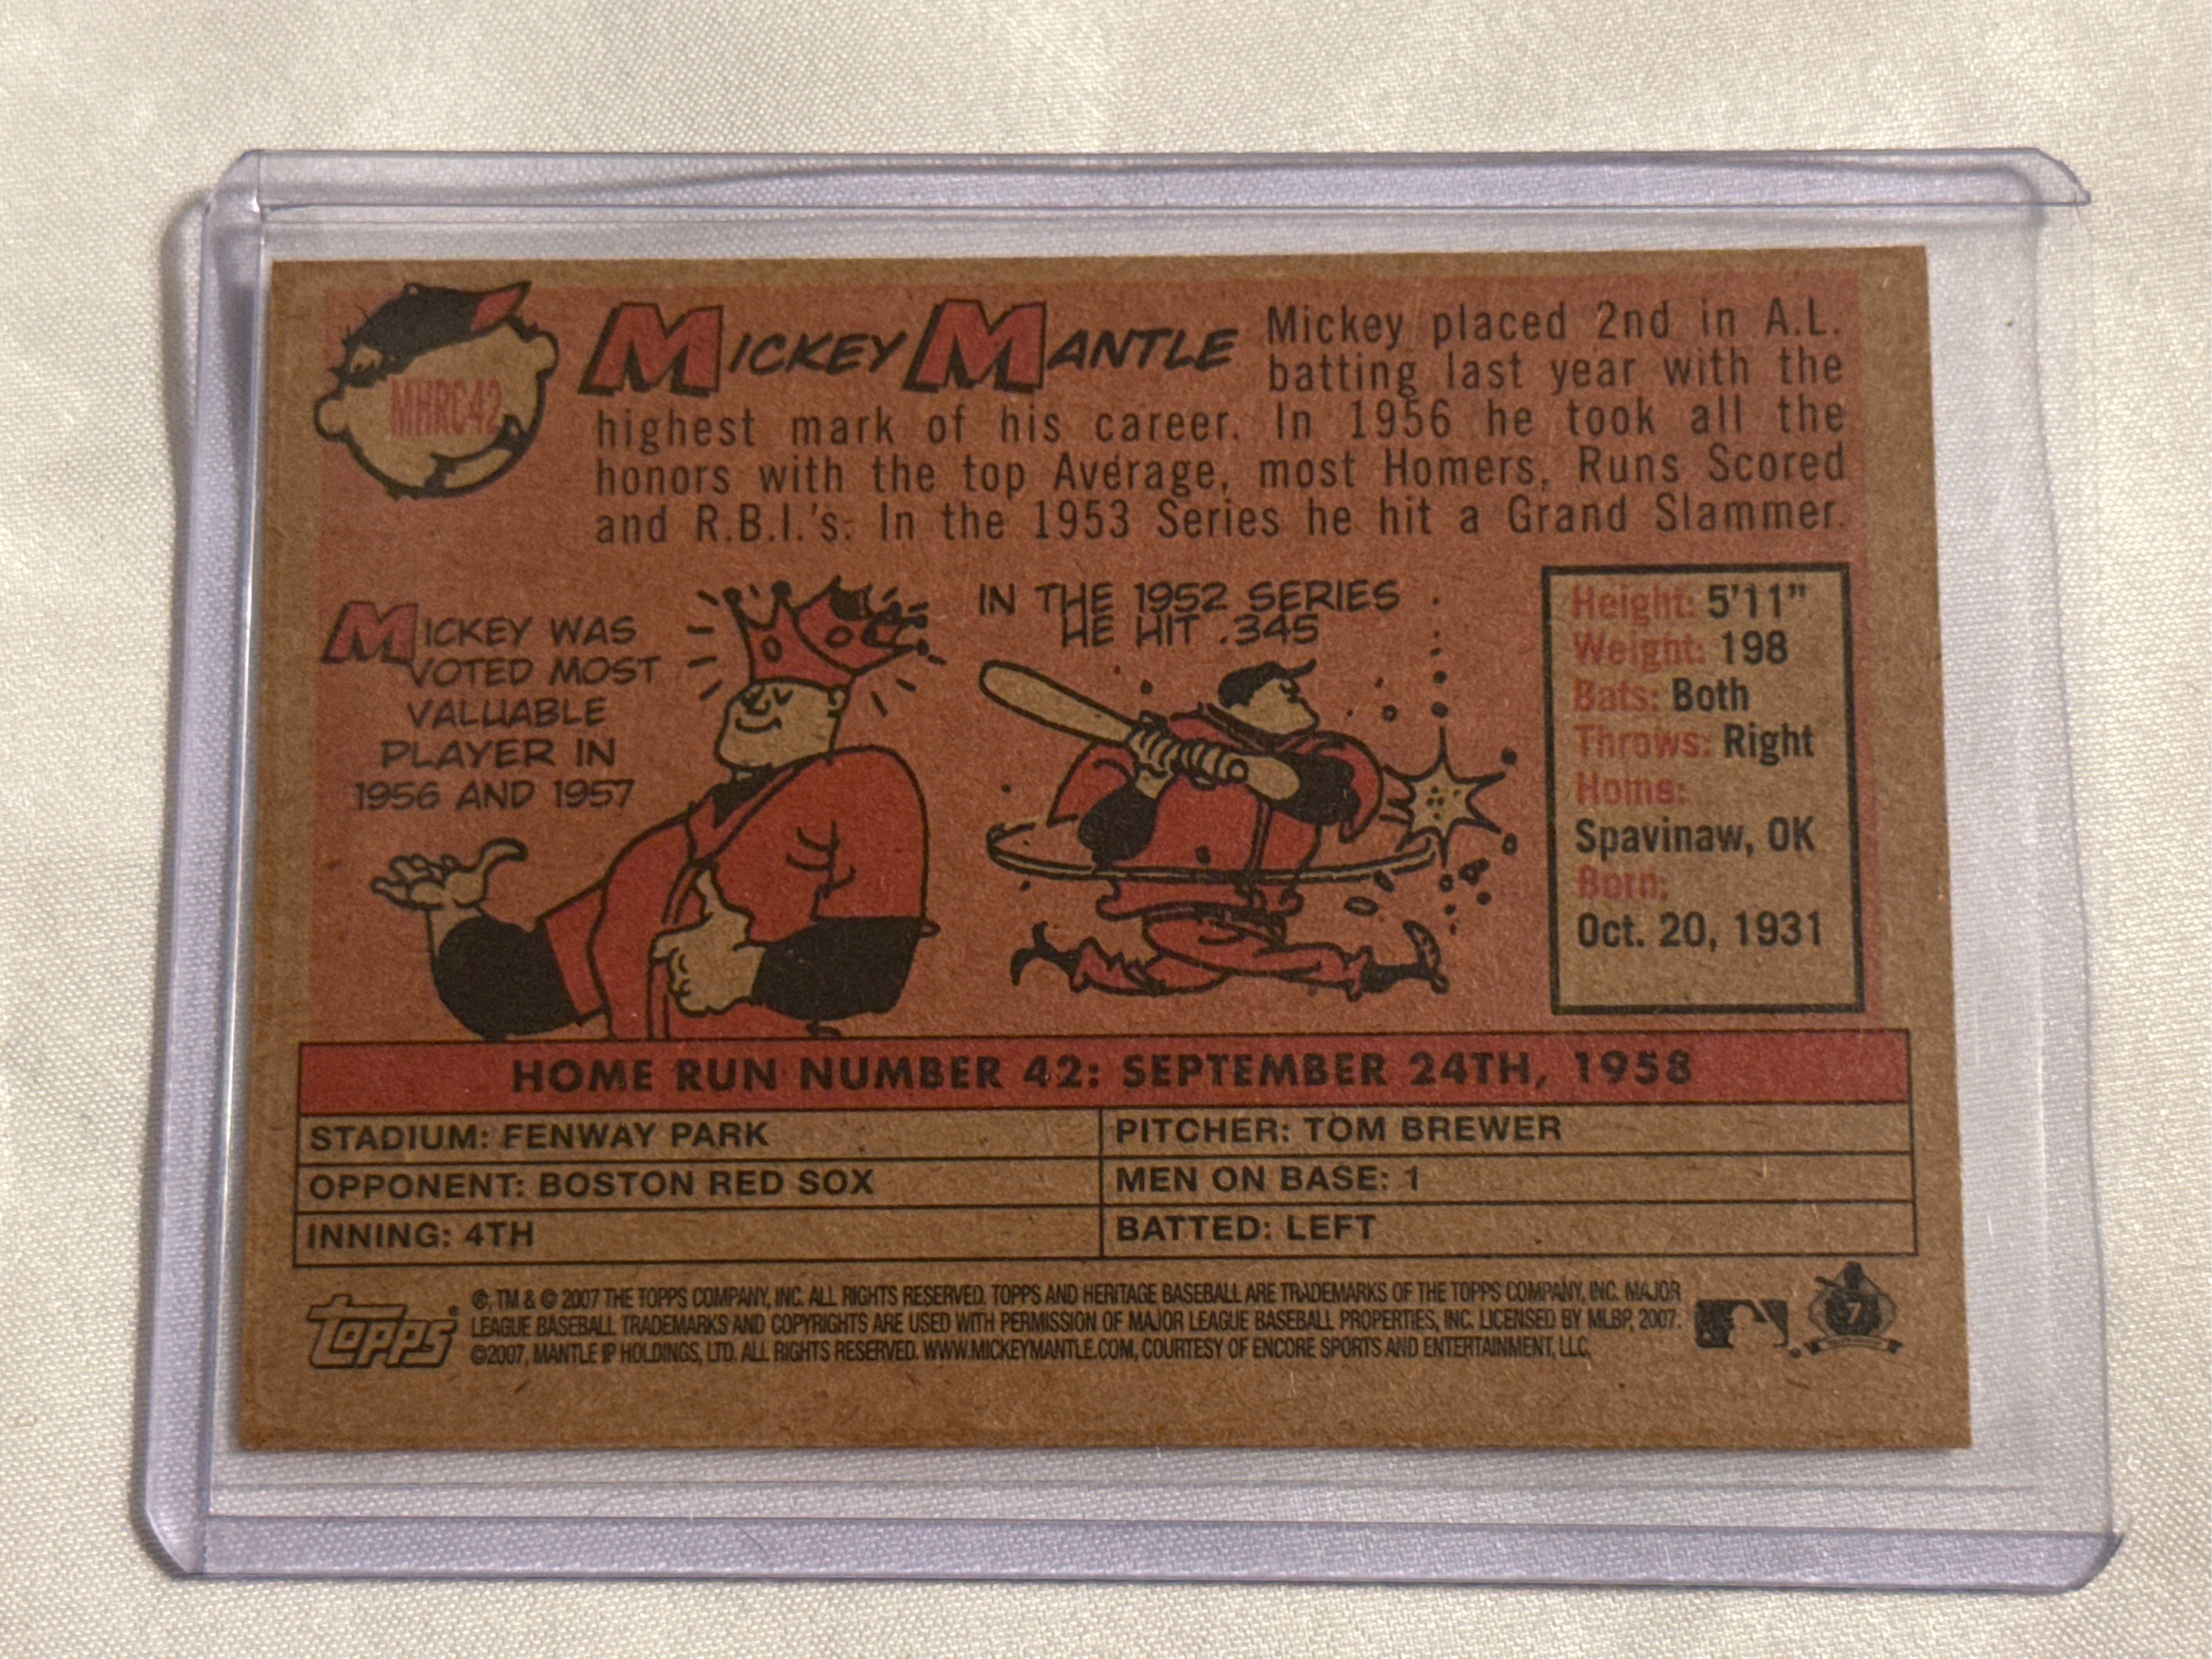 MHRC42
MICKEY MANTLE
Mickey placed 2nd in A.L.
batting last year with the
highest mark of his career. In 1956 he took all the
honors with the top Average, most Homers, Runs Scored
and R.B.I.'s. In the 1953 Series he hit a Grand Slammer.
MICKEY WAS
VOTED MOST
VALUABLE
PLAYER IN
1956 AND 1957
IN THE 1952 SERIES
HE HIT .345
Height: 5'11"
Weight: 198
Bats: Both
Throws: Right
Home:
Spavinaw, OK
Born:
Oct. 20, 1931
HOME RUN NUMBER 42: SEPTEMBER 24TH, 1958
STADIUM: FENWAY PARK
PITCHER: TOM BREWER
OPPONENT: BOSTON RED SOX
MEN ON BASE: 1
INNING: 4TH
BATTED: LEFT
topps®
®, TM & © 2007 THE TOPPS COMPANY, INC. ALL RIGHTS RESERVED. TOPPS AND HERITAGE BASEBALL ARE TRADEMARKS OF THE TOPPS COMPANY, INC. MAJOR
LEAGUE BASEBALL TRADEMARKS AND COPYRIGHTS ARE USED WITH PERMISSION OF MAJOR LEAGUE BASEBALL PROPERTIES, INC. LICENSED BY MLBP, 2007.
©2007, MANTLE IP HOLDINGS, LTD. ALL RIGHTS RESERVED. WWW.MICKEYMANTLE.COM, COURTESY OF ENCORE SPORTS AND ENTERTAINMENT, LLC.
7